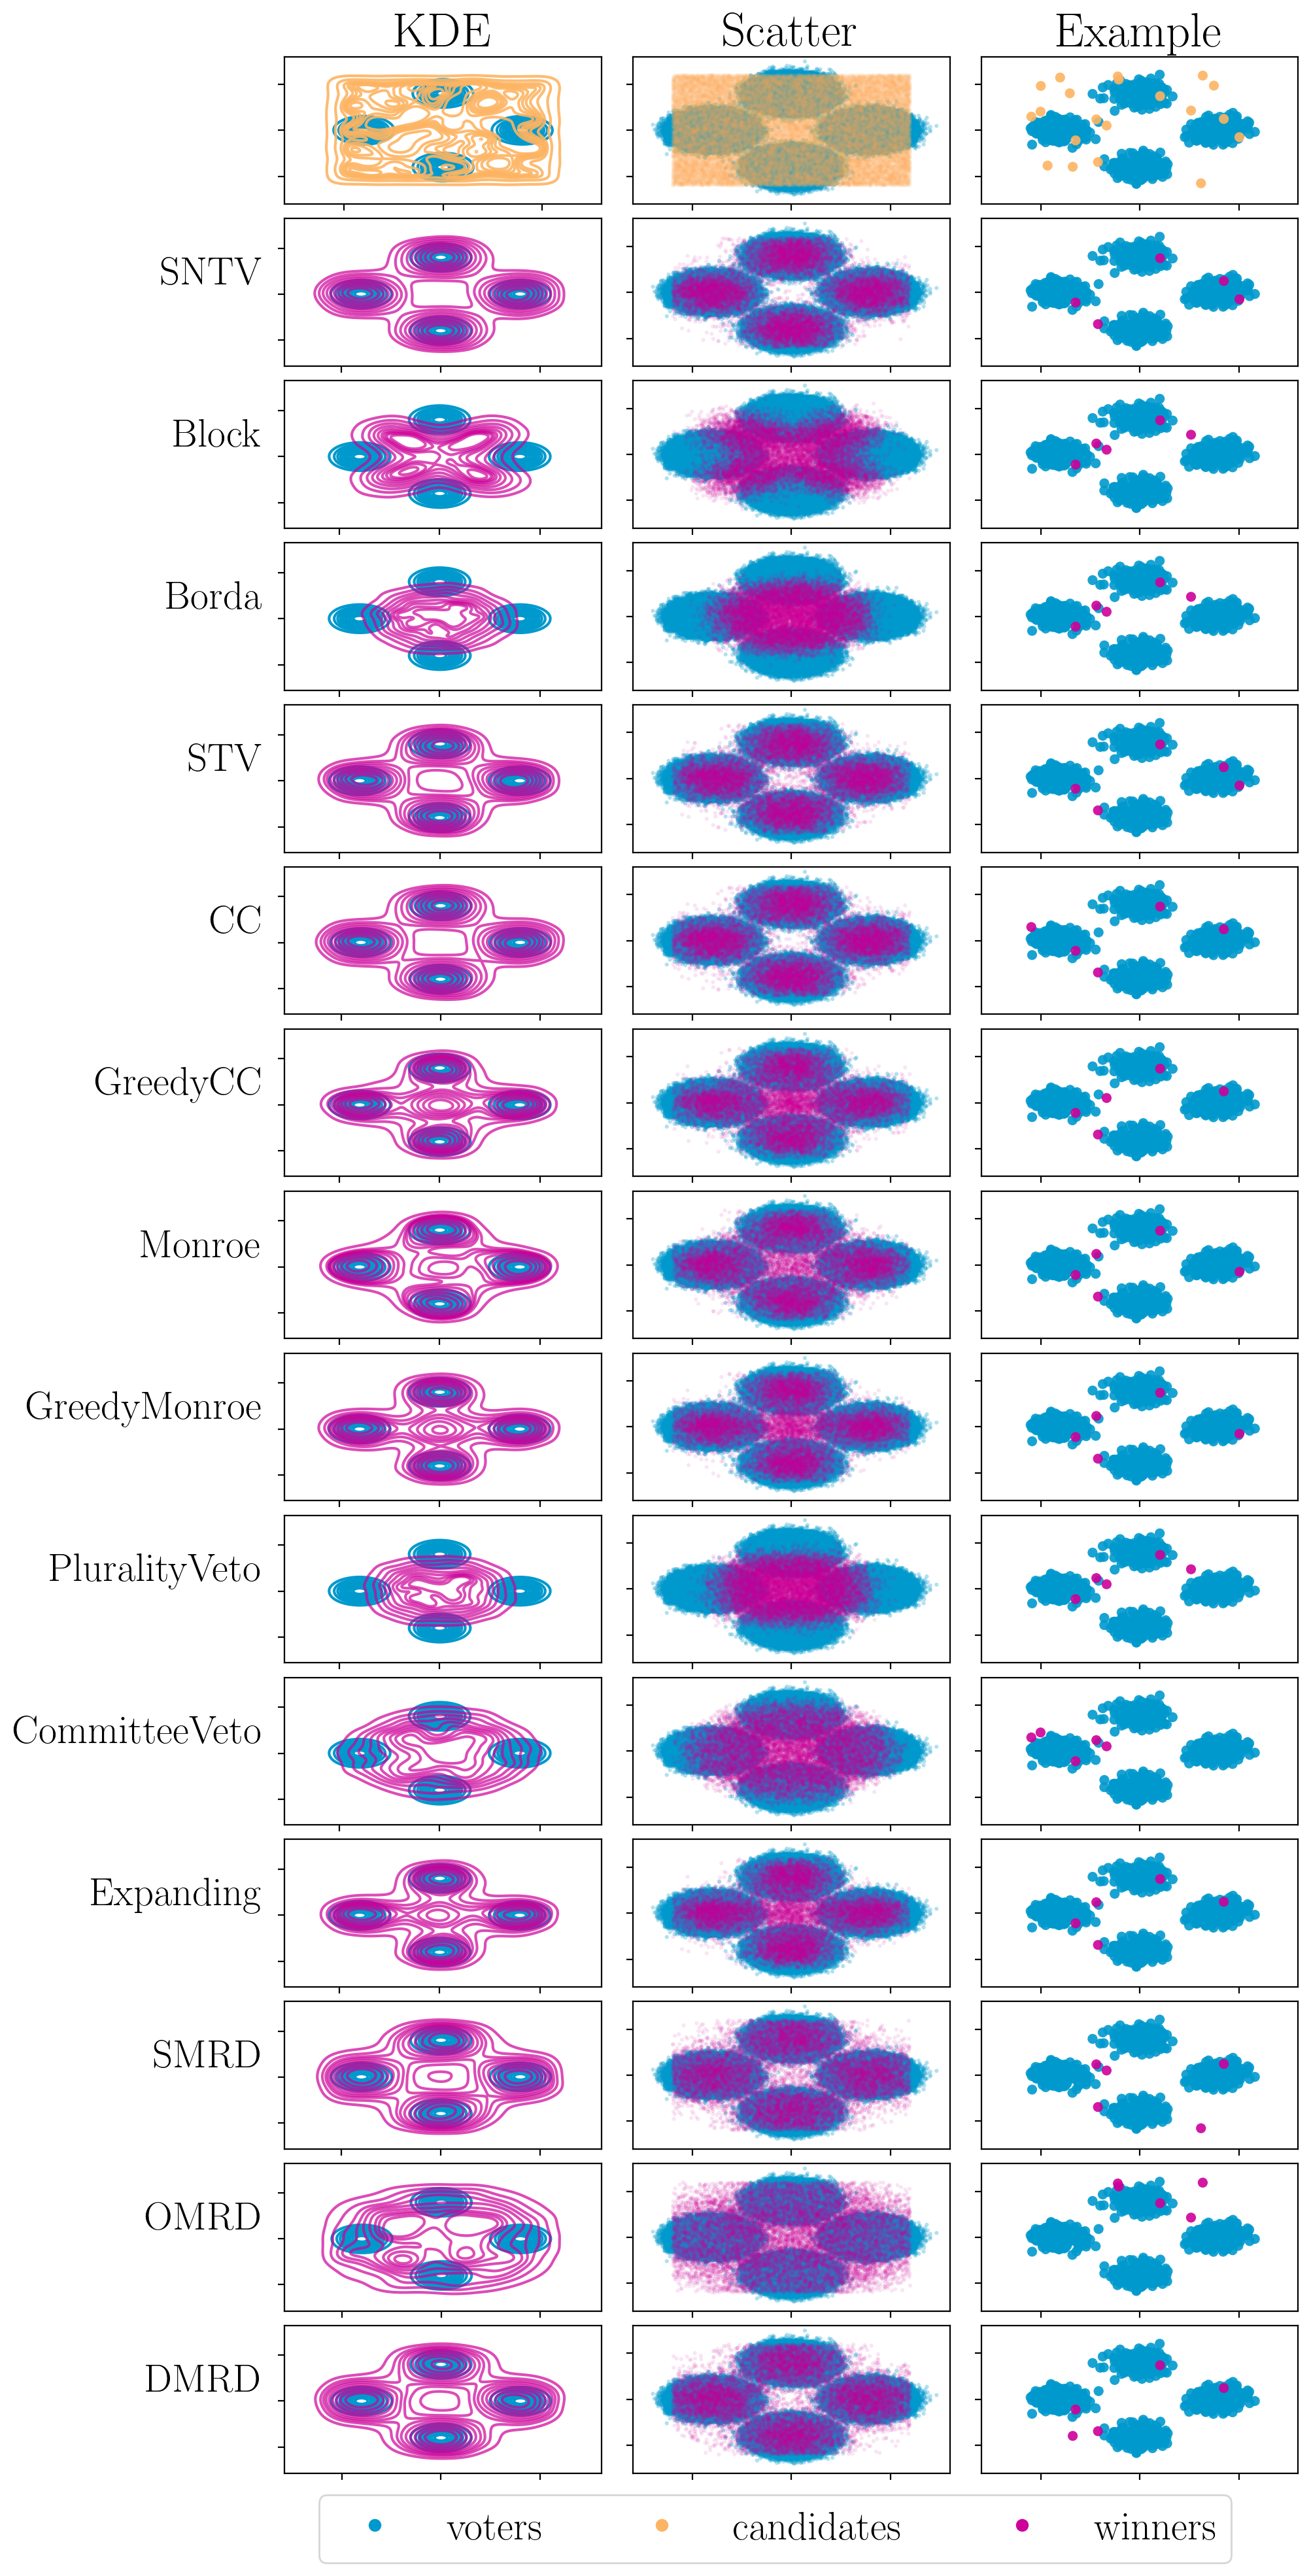 KDE Scatter Example
SNTV
Block
Borda
STV
CC
GreedyCC
Monroe
GreedyMonroe
PluralityVeto
CommitteeVeto
Expanding
SMRD
OMRD
DMRD
voters candidates winners